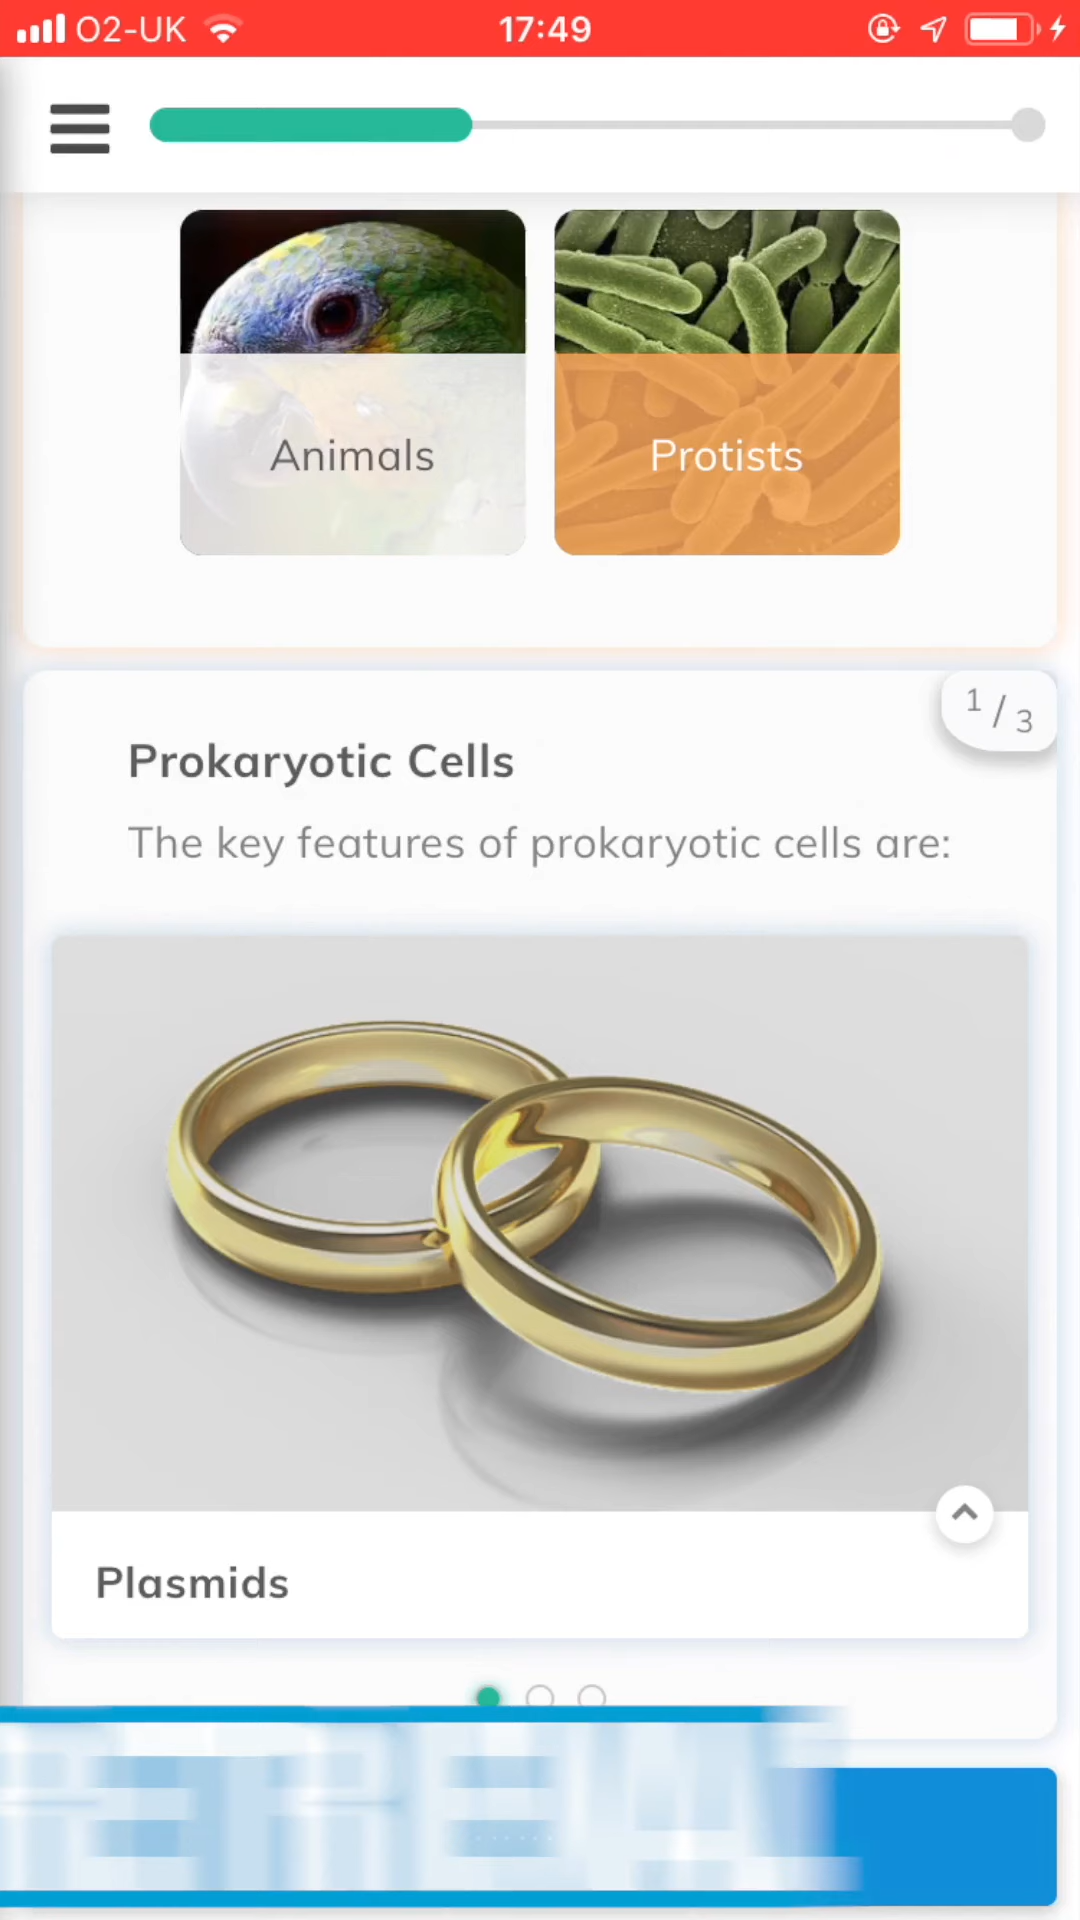 O2-UK 17:49
Animals
Protists
1 / 3
Prokaryotic Cells
The key features of prokaryotic cells are:
Plasmids